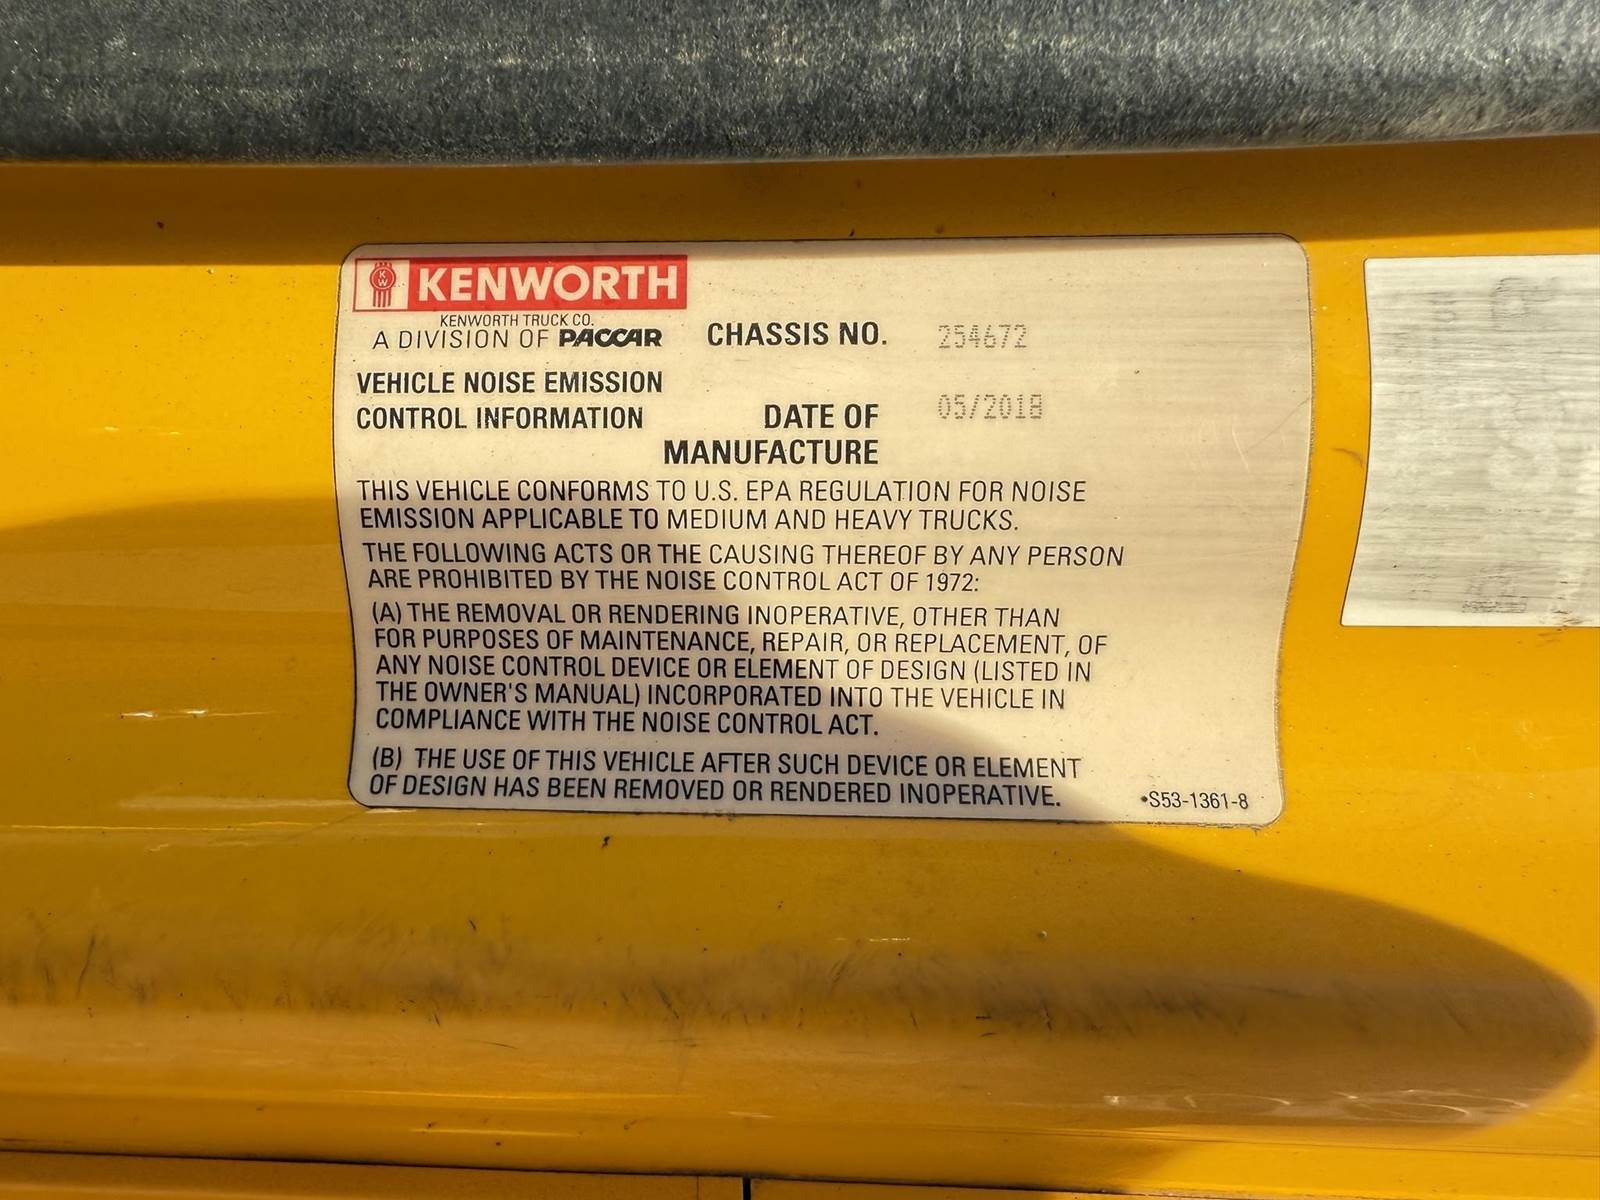 KW KENWORTH
KENWORTH TRUCK CO.
A DIVISION OF PACCAR
CHASSIS NO. 254672
VEHICLE NOISE EMISSION
CONTROL INFORMATION
DATE OF 05/2018
MANUFACTURE
THIS VEHICLE CONFORMS TO U.S. EPA REGULATION FOR NOISE
EMISSION APPLICABLE TO MEDIUM AND HEAVY TRUCKS.
THE FOLLOWING ACTS OR THE CAUSING THEREOF BY ANY PERSON
ARE PROHIBITED BY THE NOISE CONTROL ACT OF 1972:
(A) THE REMOVAL OR RENDERING INOPERATIVE, OTHER THAN
FOR PURPOSES OF MAINTENANCE, REPAIR, OR REPLACEMENT, OF
ANY NOISE CONTROL DEVICE OR ELEMENT OF DESIGN (LISTED IN
THE OWNER'S MANUAL) INCORPORATED INTO THE VEHICLE IN
COMPLIANCE WITH THE NOISE CONTROL ACT.
(B) THE USE OF THIS VEHICLE AFTER SUCH DEVICE OR ELEMENT
OF DESIGN HAS BEEN REMOVED OR RENDERED INOPERATIVE.
•S53-1361-8